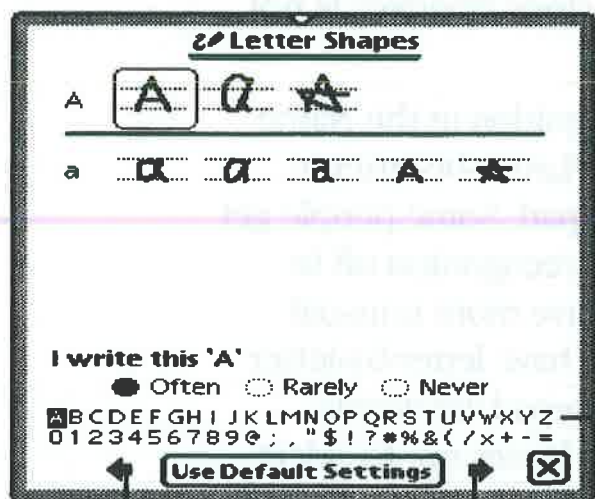 Letter Shapes
A A a A
a a a a A A
I write this 'A'
Often Rarely Never
ABCDEFGHIJKLMNOPQRSTUVWXYZ
0123456789@;,"$!?#%&(/x+-=
Use Default Settings